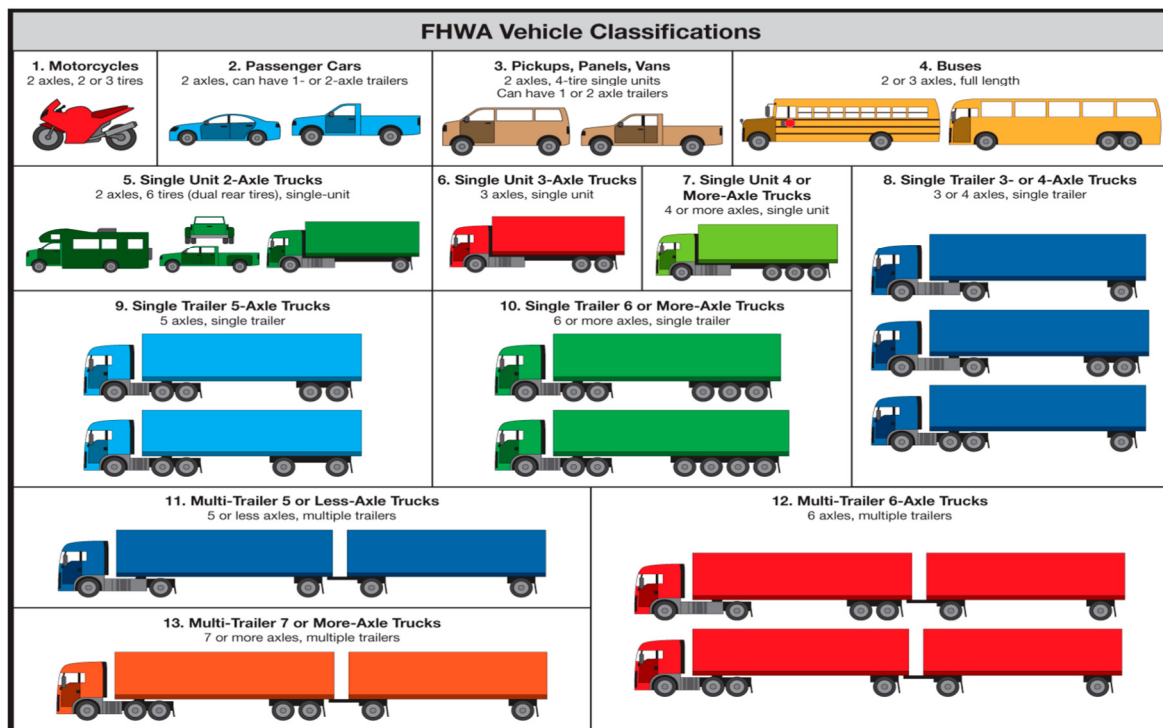 FHWA Vehicle Classifications
1. Motorcycles
2 axles, 2 or 3 tires
2. Passenger Cars
2 axles, can have 1- or 2-axle trailers
3. Pickups, Panels, Vans
2 axles, 4-tire single units
Can have 1 or 2 axle trailers
4. Buses
2 or 3 axles, full length
5. Single Unit 2-Axle Trucks
2 axles, 6 tires (dual rear tires), single-unit
6. Single Unit 3-Axle Trucks
3 axles, single unit
7. Single Unit 4 or
More-Axle Trucks
4 or more axles, single unit
8. Single Trailer 3- or 4-Axle Trucks
3 or 4 axles, single trailer
9. Single Trailer 5-Axle Trucks
5 axles, single trailer
10. Single Trailer 6 or More-Axle Trucks
6 or more axles, single trailer
11. Multi-Trailer 5 or Less-Axle Trucks
5 or less axles, multiple trailers
12. Multi-Trailer 6-Axle Trucks
6 axles, multiple trailers
13. Multi-Trailer 7 or More-Axle Trucks
7 or more axles, multiple trailers